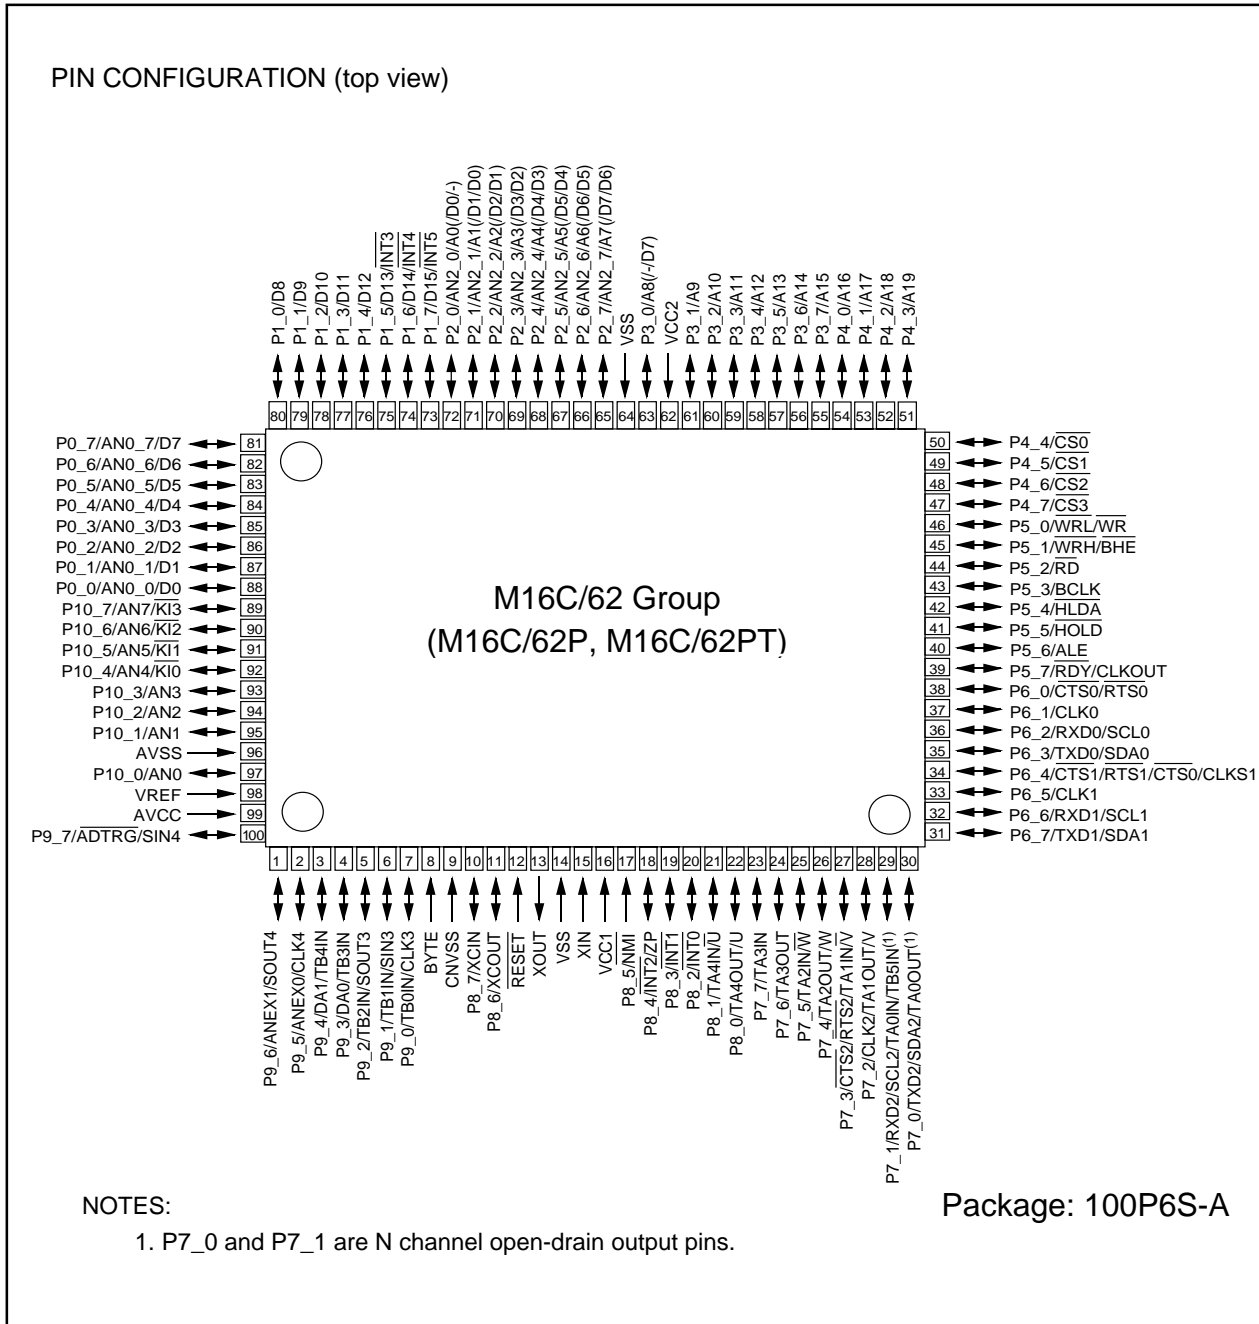 PIN CONFIGURATION (top view)
P1_0/D8
P1_1/D9
P1_2/D10
P1_3/D11
P1_4/D12
P1_5/D13/INT3
P1_6/D14/INT4
P1_7/D15/INT5
P2_0/AN2_0/A0(/D0/-)
P2_1/AN2_1/A1(/D1/D0)
P2_2/AN2_2/A2(/D2/D1)
P2_3/AN2_3/A3(/D3/D2)
P2_4/AN2_4/A4(/D4/D3)
P2_5/AN2_5/A5(/D5/D4)
P2_6/AN2_6/A6(/D6/D5)
P2_7/AN2_7/A7(/D7/D6)
VSS
P3_0/A8(/-/D7)
VCC2
P3_1/A9
P3_2/A10
P3_3/A11
P3_4/A12
P3_5/A13
P3_6/A14
P3_7/A15
P4_0/A16
P4_1/A17
P4_2/A18
P4_3/A19
80 79 78 77 76 75 74 73 72 71 70 69 68 67 66 65 64 63 62 61 60 59 58 57 56 55 54 53 52 51
P0_7/AN0_7/D7 81
P0_6/AN0_6/D6 82
P0_5/AN0_5/D5 83
P0_4/AN0_4/D4 84
P0_3/AN0_3/D3 85
P0_2/AN0_2/D2 86
P0_1/AN0_1/D1 87
P0_0/AN0_0/D0 88
P10_7/AN7/KI3 89
P10_6/AN6/KI2 90
P10_5/AN5/KI1 91
P10_4/AN4/KI0 92
P10_3/AN3 93
P10_2/AN2 94
P10_1/AN1 95
AVSS 96
P10_0/AN0 97
VREF 98
AVCC 99
P9_7/ADTRG/SIN4 100
M16C/62 Group
(M16C/62P, M16C/62PT)
50 P4_4/CS0
49 P4_5/CS1
48 P4_6/CS2
47 P4_7/CS3
46 P5_0/WRL/WR
45 P5_1/WRH/BHE
44 P5_2/RD
43 P5_3/BCLK
42 P5_4/HLDA
41 P5_5/HOLD
40 P5_6/ALE
39 P5_7/RDY/CLKOUT
38 P6_0/CTS0/RTS0
37 P6_1/CLK0
36 P6_2/RXD0/SCL0
35 P6_3/TXD0/SDA0
34 P6_4/CTS1/RTS1/CTS0/CLKS1
33 P6_5/CLK1
32 P6_6/RXD1/SCL1
31 P6_7/TXD1/SDA1
1 2 3 4 5 6 7 8 9 10 11 12 13 14 15 16 17 18 19 20 21 22 23 24 25 26 27 28 29 30
P9_6/ANEX1/SOUT4
P9_5/ANEX0/CLK4
P9_4/DA1/TB4IN
P9_3/DA0/TB3IN
P9_2/TB2IN/SOUT3
P9_1/TB1IN/SIN3
P9_0/TB0IN/CLK3
BYTE
CNVSS
P8_7/XCIN
P8_6/XCOUT
RESET
XOUT
VSS
XIN
VCC1
P8_5/NMI
P8_4/INT2/ZP
P8_3/INT1
P8_2/INT0
P8_1/TA4IN/U
P8_0/TA4OUT/U
P7_7/TA3IN
P7_6/TA3OUT
P7_5/TA2IN/W
P7_4/TA2OUT/W
P7_3/CTS2/RTS2/TA1IN/V
P7_2/CLK2/TA1OUT/V
P7_1/RXD2/SCL2/TA0IN/TB5IN(1)
P7_0/TXD2/SDA2/TA0OUT(1)
NOTES:
1. P7_0 and P7_1 are N channel open-drain output pins.
Package: 100P6S-A